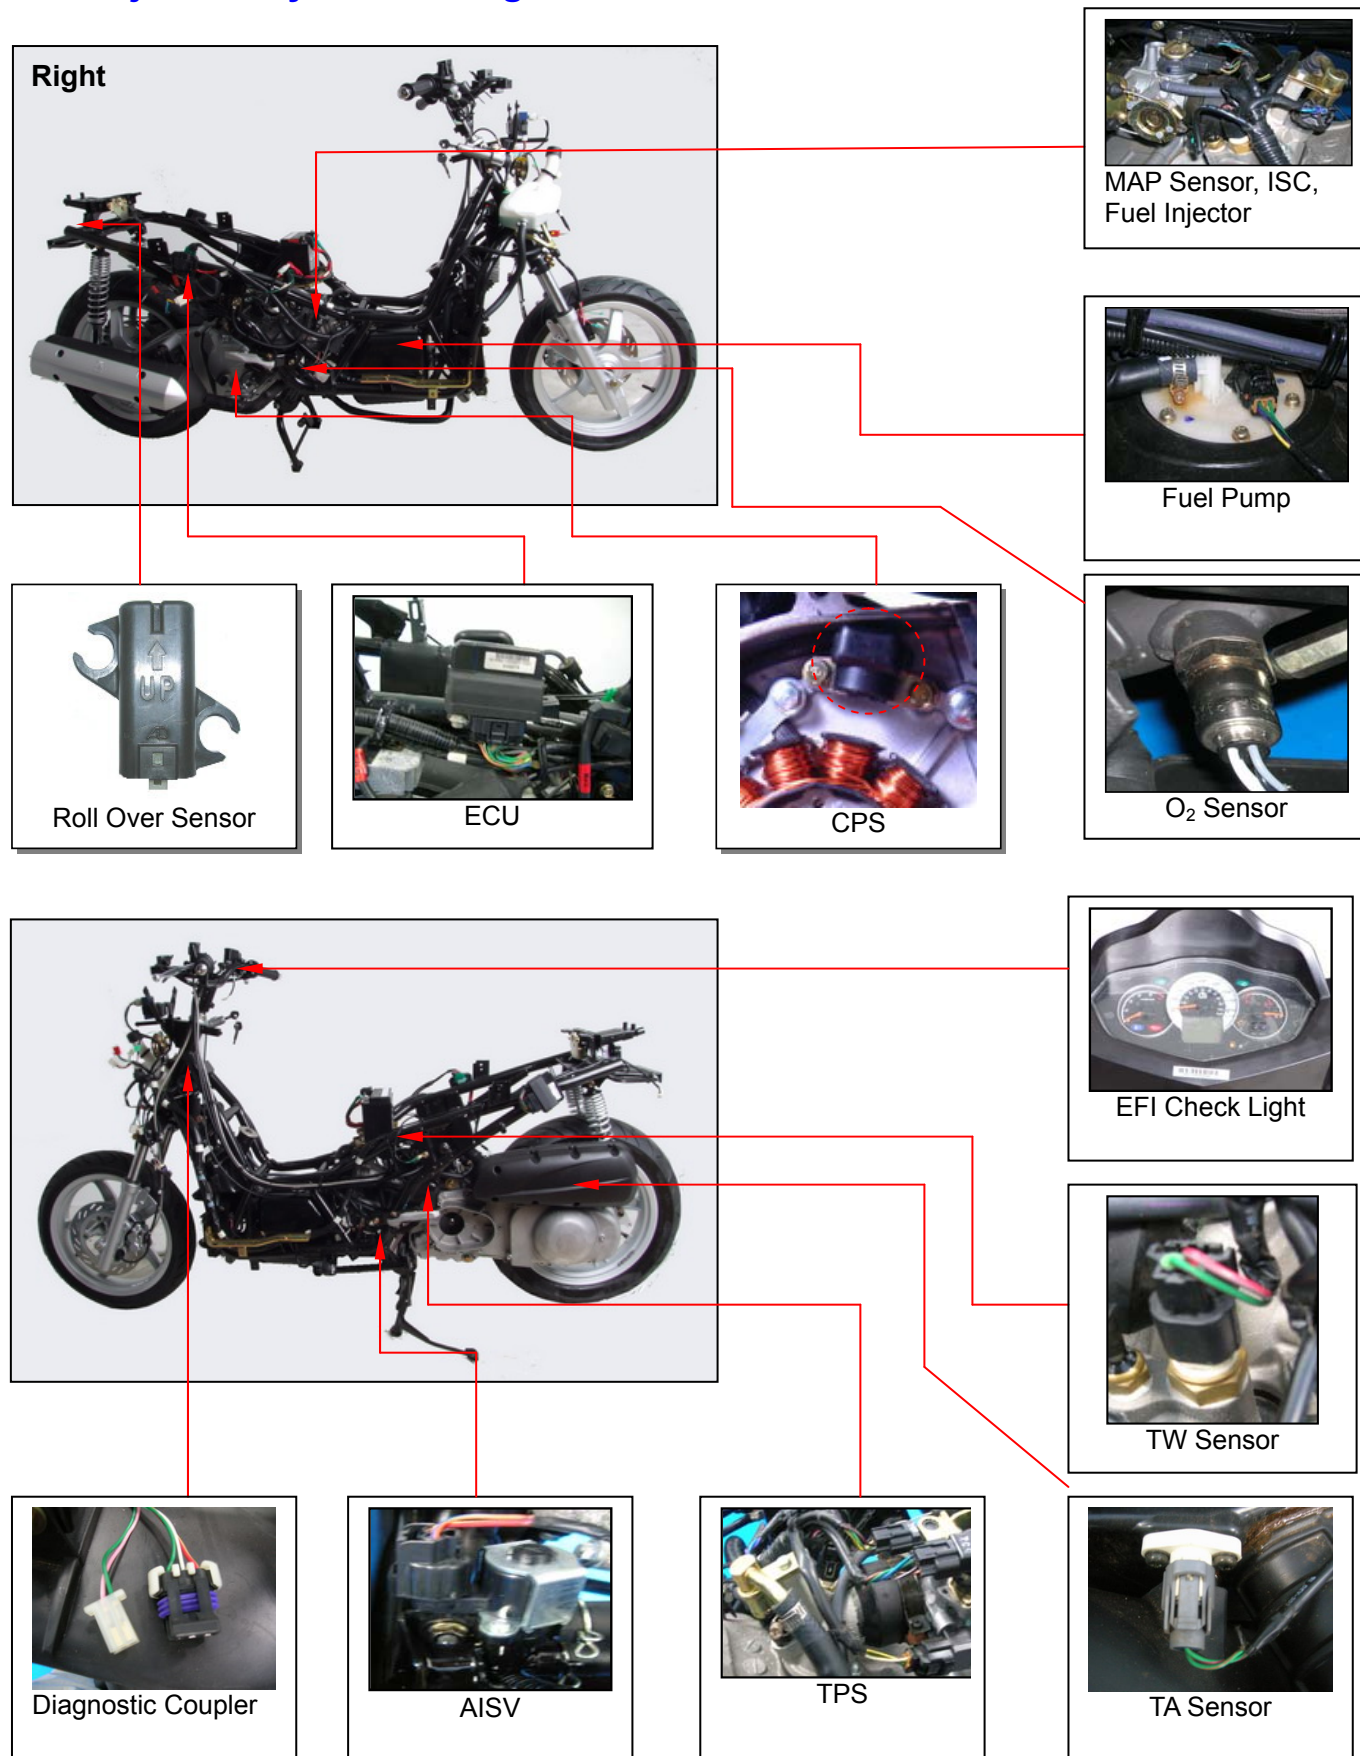 Right
MAP Sensor, ISC,
Fuel Injector
Fuel Pump
UP
Roll Over Sensor
ECU
CPS
O₂ Sensor
EFI Check Light
TW Sensor
Diagnostic Coupler
AISV
TPS
TA Sensor